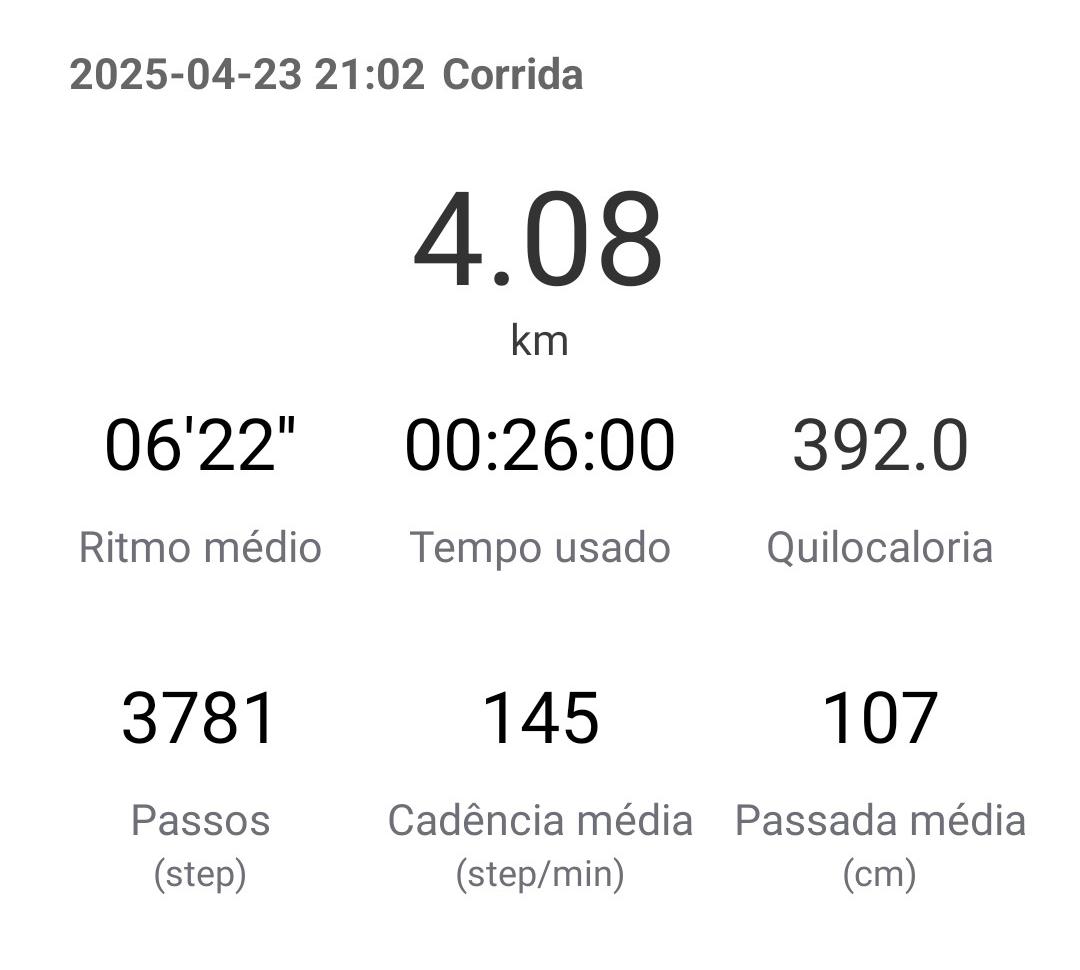 2025-04-23 21:02 Corrida
4.08
km
06'22" 00:26:00 392.0
Ritmo médio Tempo usado Quilocaloria
3781 145 107
Passos Cadência média Passada média
(step) (step/min) (cm)